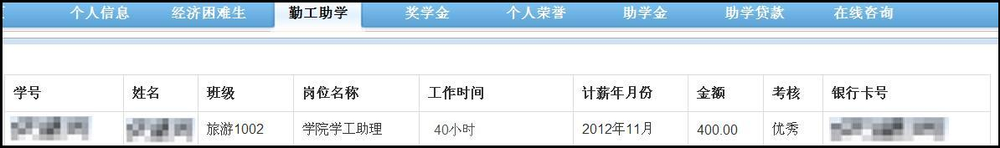 个人信息 经济困难生 勤工助学 奖学金 个人荣誉 助学金 助学贷款 在线咨询
学号 姓名 班级 岗位名称 工作时间 计薪年月份 金额 考核 银行卡号
旅游1002 学院学工助理 40小时 2012年11月 400.00 优秀